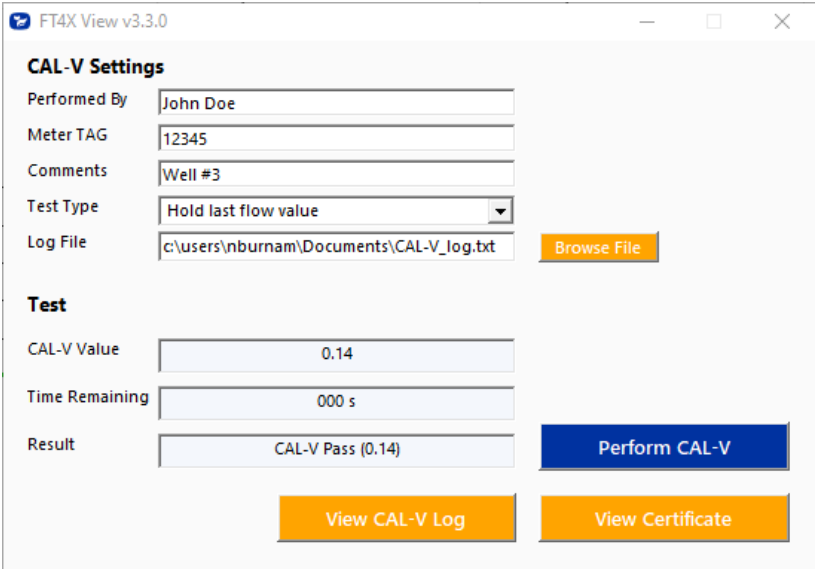 FT4X View v3.3.0
CAL-V Settings
Performed By John Doe
Meter TAG 12345
Comments Well #3
Test Type Hold last flow value
Log File c:\users\nburnam\Documents\CAL-V_log.txt Browse File
Test
CAL-V Value 0.14
Time Remaining 000 s
Result CAL-V Pass (0.14) Perform CAL-V
View CAL-V Log View Certificate